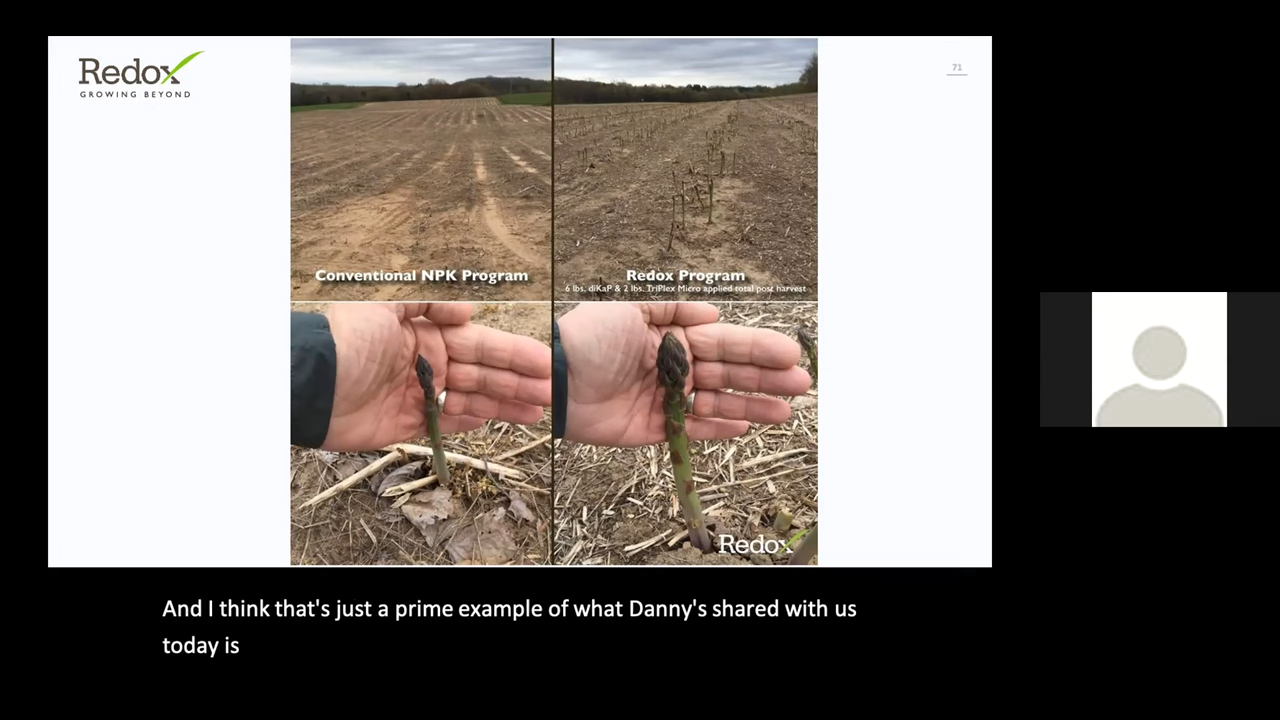 Redox
GROWING BEYOND
71
Conventional NPK Program
Redox Program
6 lbs. diKaP & 2 lbs. TriPlex Micro applied total post harvest
Redox
And I think that's just a prime example of what Danny's shared with us
today is